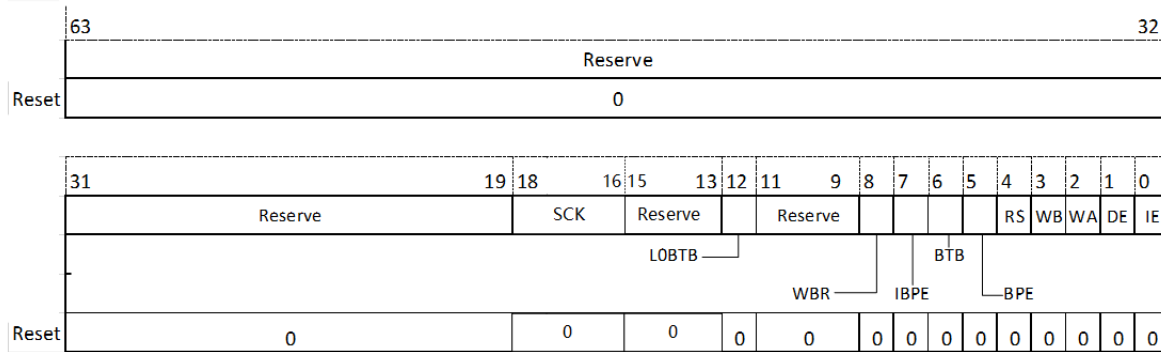 63 32
Reserve
Reset 0
31 19 18 16 15 13 12 11 9 8 7 6 5 4 3 2 1 0
Reserve SCK Reserve Reserve RS WB WA DE IE
L0BTB BTB
WBR IBPE BPE
Reset 0 0 0 0 0 0 0 0 0 0 0 0 0 0